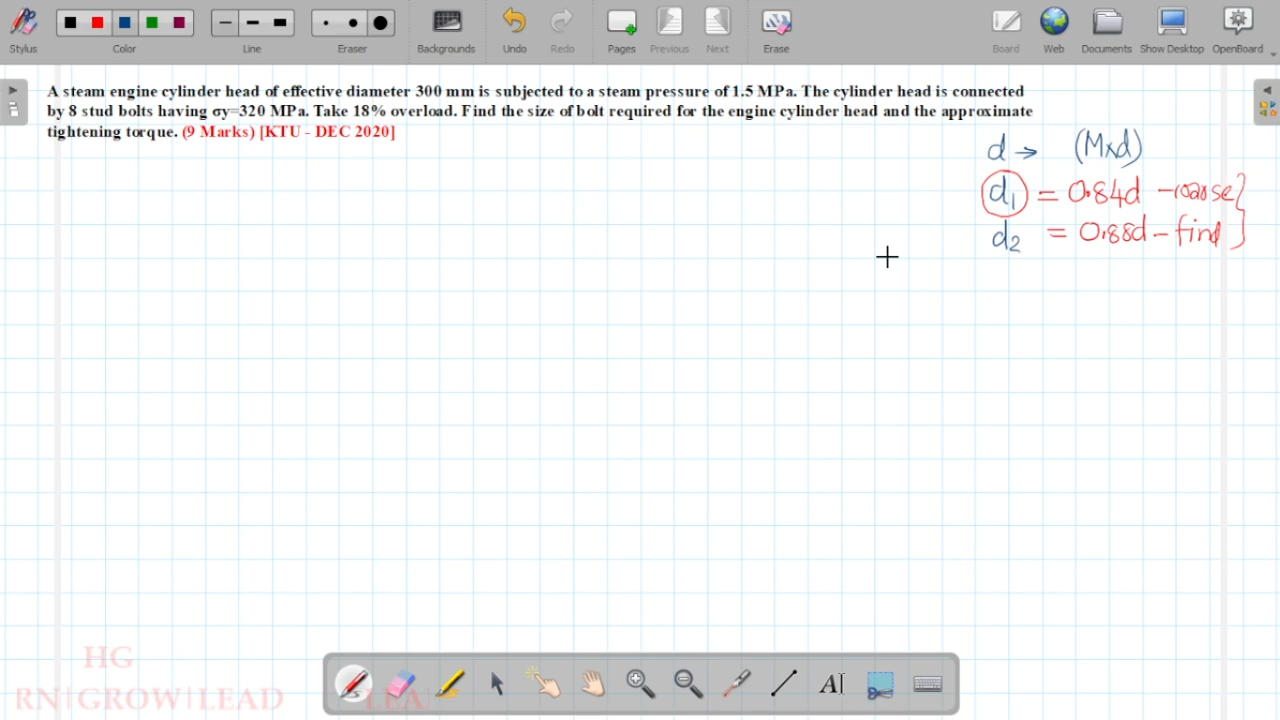 Stylus Color Line Eraser Backgrounds Undo Redo Pages Previous Next Erase Board Web Documents Show Desktop OpenBoard
A steam engine cylinder head of effective diameter 300 mm is subjected to a steam pressure of 1.5 MPa. The cylinder head is connected
by 8 stud bolts having σy=320 MPa. Take 18% overload. Find the size of bolt required for the engine cylinder head and the approximate
tightening torque. (9 Marks) [KTU - DEC 2020]
d → (M×d)
d1 = 0.84d - coarse
d2 = 0.88d - find
HG
RN|GROW|LEAD LEA
AI